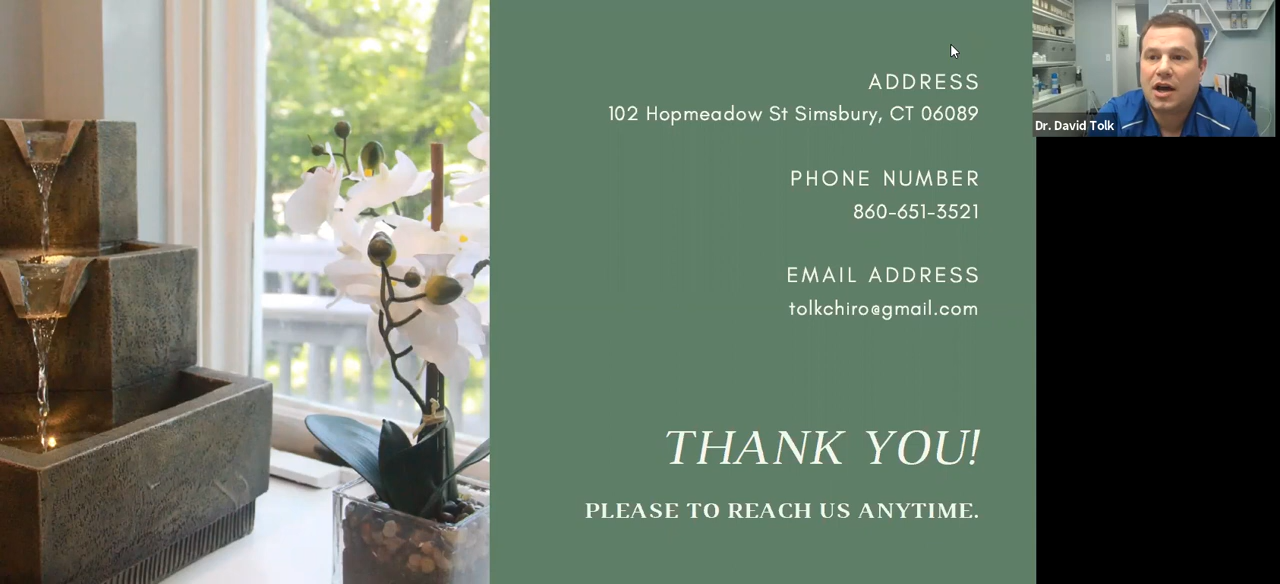 ADDRESS
102 Hopmeadow St Simsbury, CT 06089
PHONE NUMBER
860-651-3521
EMAIL ADDRESS
tolkchiro@gmail.com
THANK YOU!
PLEASE TO REACH US ANYTIME.
Dr. David Tolk